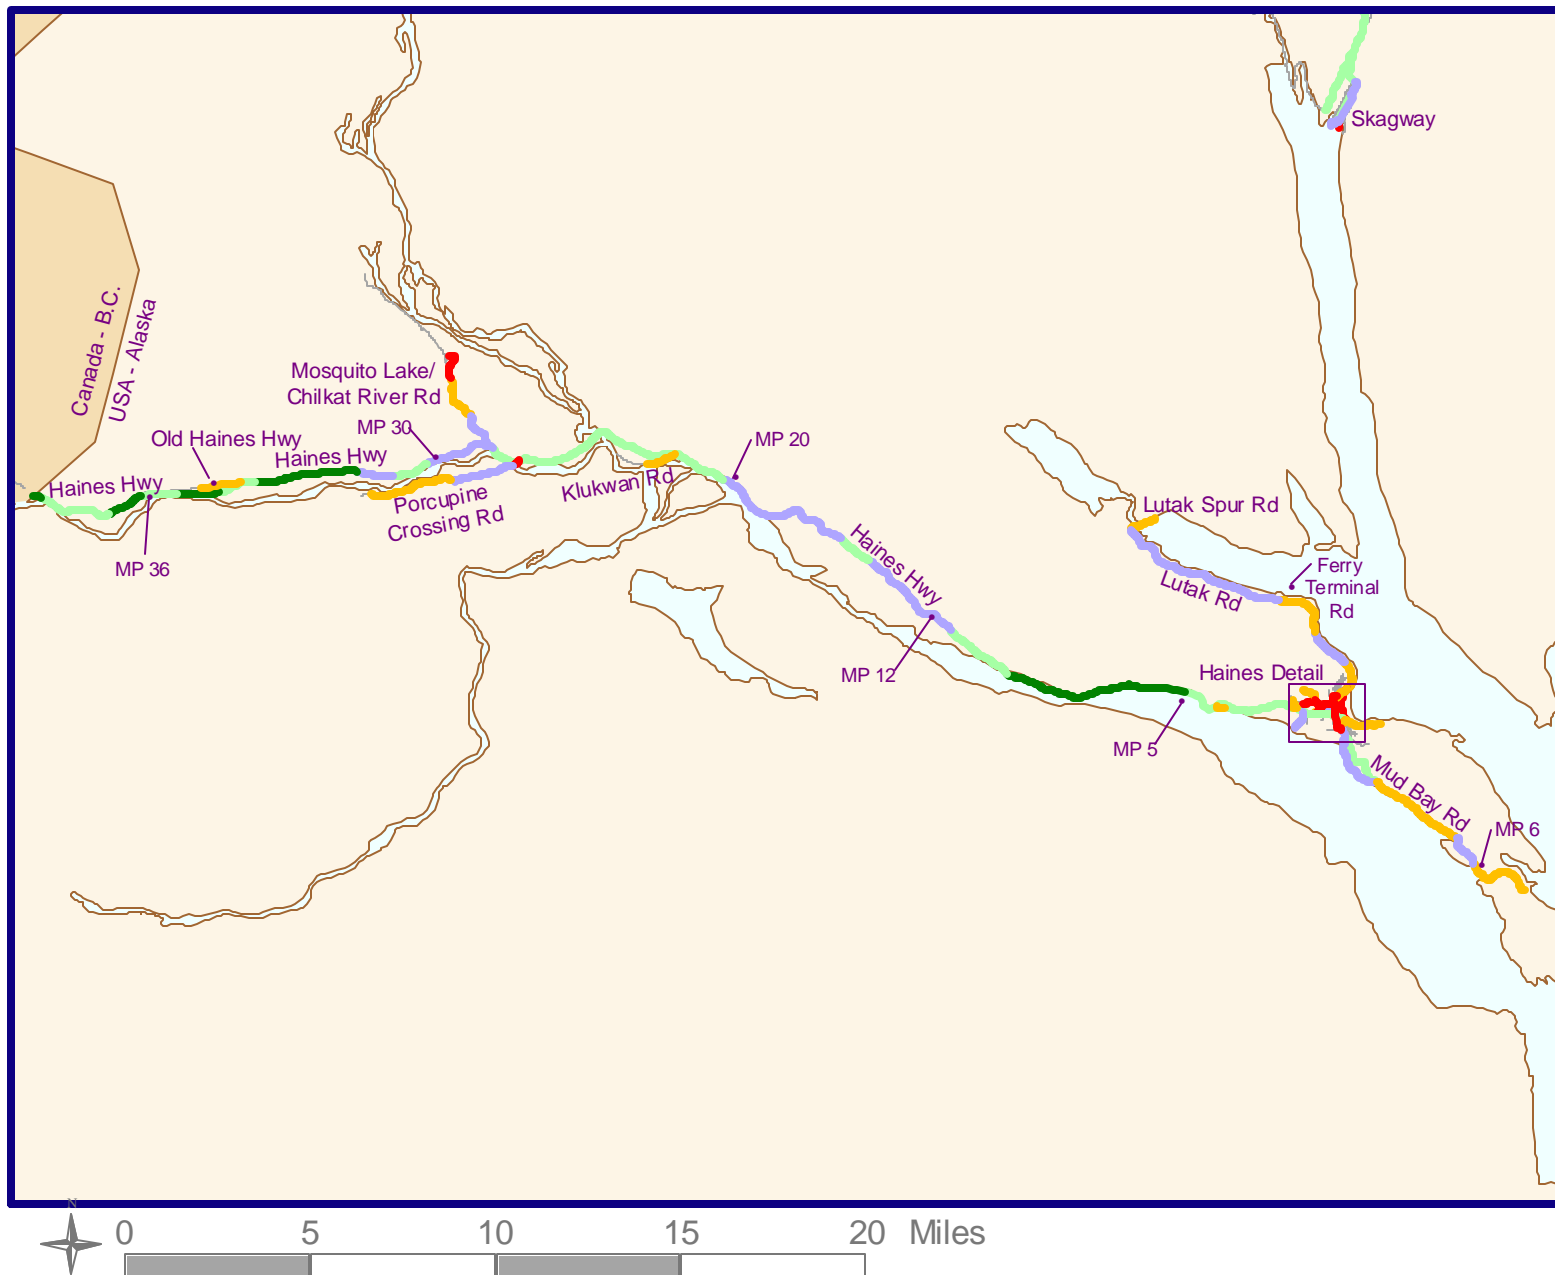 Skagway
Canada - B.C.
USA - Alaska
Mosquito Lake/
Chilkat River Rd
MP 30
Old Haines Hwy
Haines Hwy
Haines Hwy
MP 20
Klukwan Rd
Porcupine
Crossing Rd
MP 36
Haines Hwy
Lutak Spur Rd
Ferry
Terminal
Rd
Lutak Rd
MP 12
Haines Detail
MP 5
Mud Bay Rd
MP 6
N
0 5 10 15 20 Miles